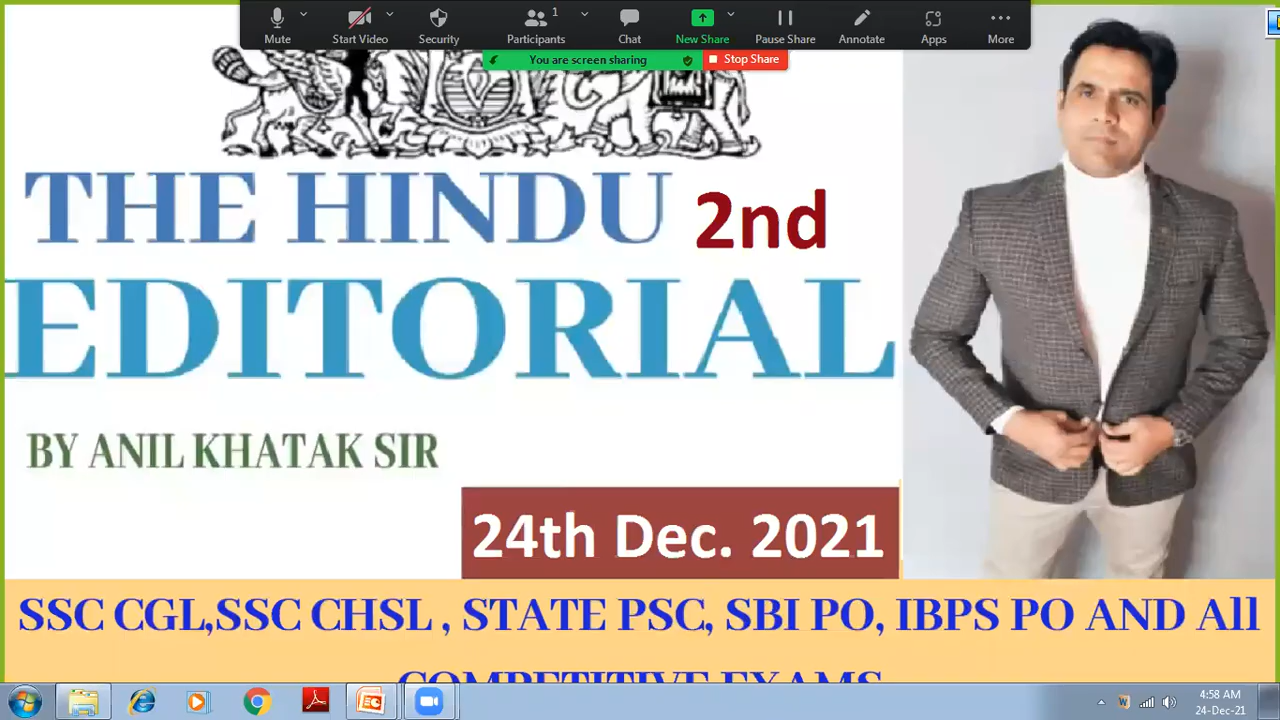 1
Mute
Start Video
Security
Participants
Chat
New Share
Pause Share
Annotate
Apps
More
You are screen sharing
Stop Share
THE HINDU 2nd
EDITORIAL
BY ANIL KHATAK SIR
24th Dec. 2021
SSC CGL,SSC CHSL , STATE PSC, SBI PO, IBPS PO AND All
COMPETITIVE EXAMS
4:58 AM
24-Dec-21